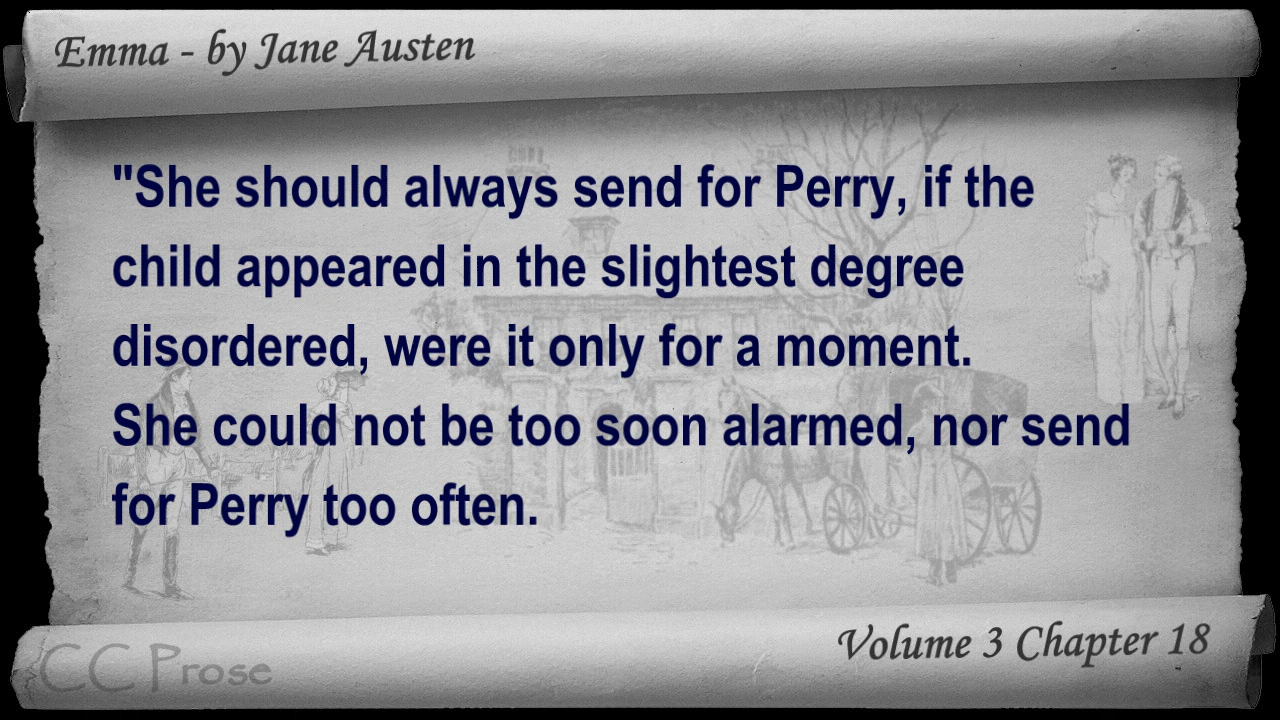 Emma - by Jane Austen
"She should always send for Perry, if the
child appeared in the slightest degree
disordered, were it only for a moment.
She could not be too soon alarmed, nor send
for Perry too often.
Volume 3 Chapter 18
CC Prose